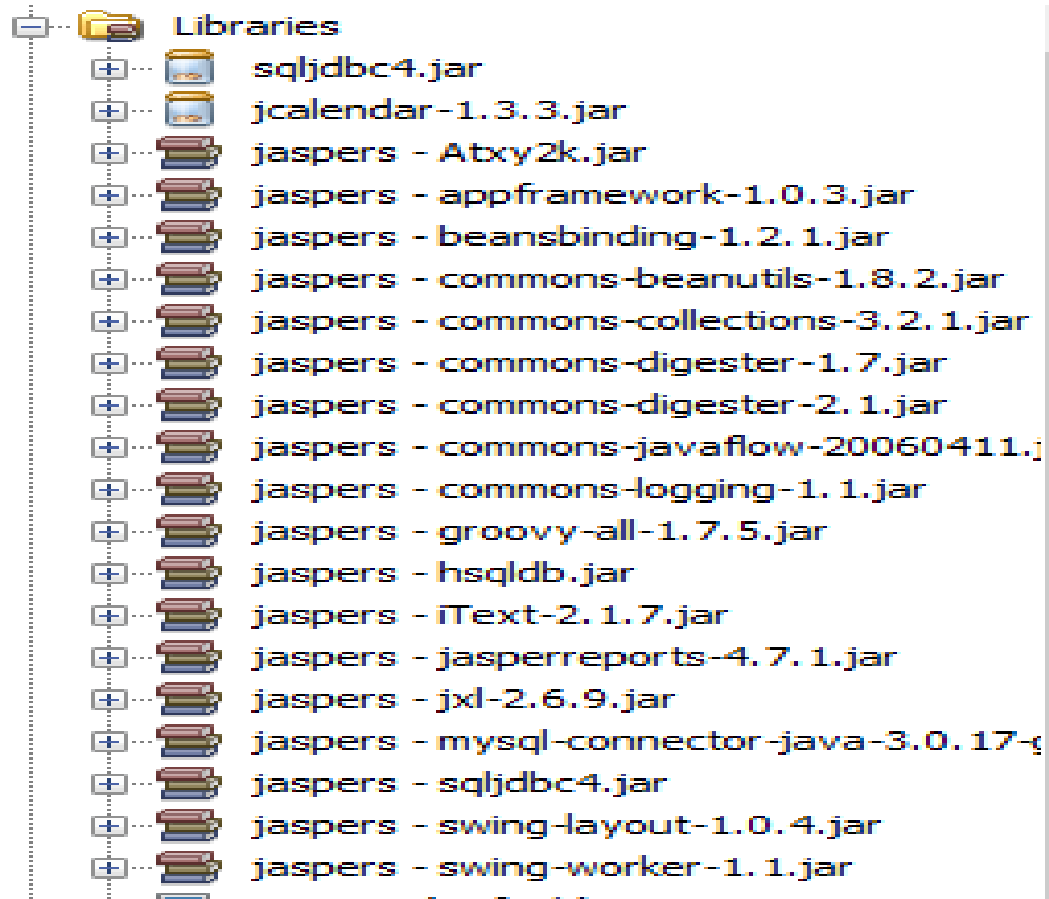 Libraries
sqljdbc4.jar
jcalendar-1.3.3.jar
jaspers - Atxy2k.jar
jaspers - appframework-1.0.3.jar
jaspers - beansbinding-1.2.1.jar
jaspers - commons-beanutils-1.8.2.jar
jaspers - commons-collections-3.2.1.jar
jaspers - commons-digester-1.7.jar
jaspers - commons-digester-2.1.jar
jaspers - commons-javaflow-20060411.j
jaspers - commons-logging-1.1.jar
jaspers - groovy-all-1.7.5.jar
jaspers - hsqldb.jar
jaspers - iText-2.1.7.jar
jaspers - jasperreports-4.7.1.jar
jaspers - jxl-2.6.9.jar
jaspers - mysql-connector-java-3.0.17-g
jaspers - sqljdbc4.jar
jaspers - swing-layout-1.0.4.jar
jaspers - swing-worker-1.1.jar